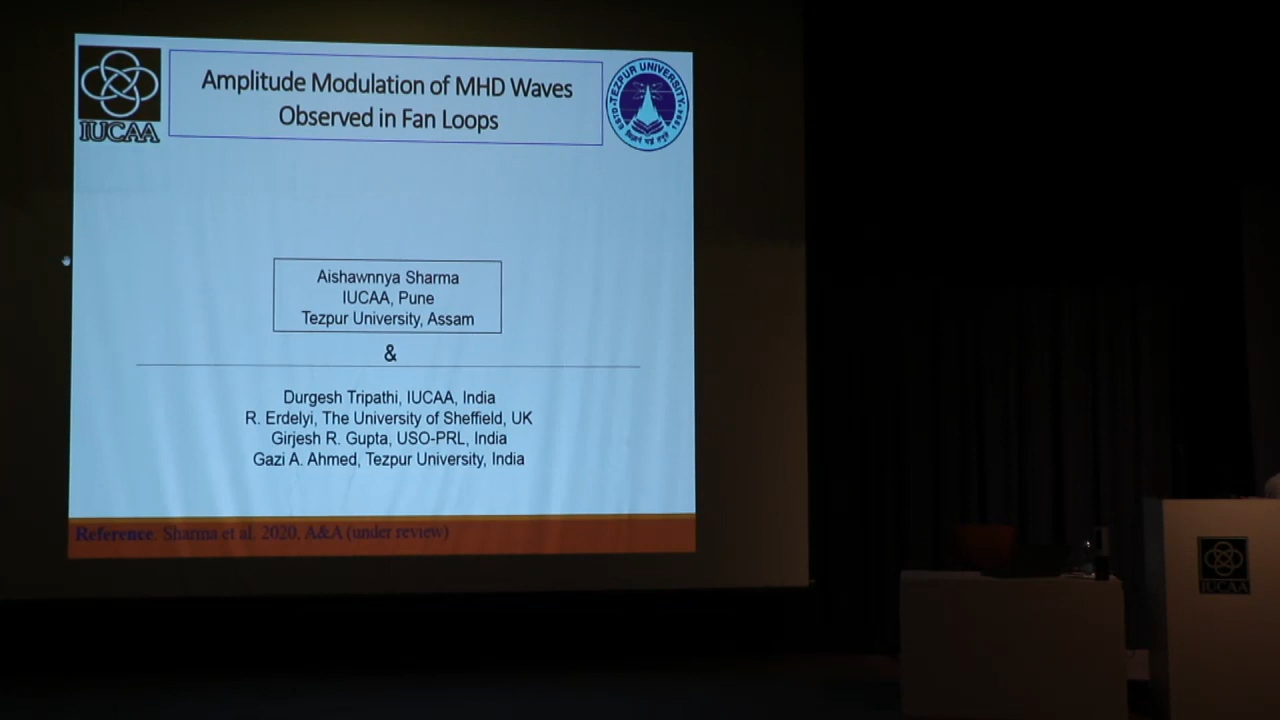 Amplitude Modulation of MHD Waves
Observed in Fan Loops
IUCAA
TEZPUR UNIVERSITY
Aishawnnya Sharma
IUCAA, Pune
Tezpur University, Assam
&
Durgesh Tripathi, IUCAA, India
R. Erdelyi, The University of Sheffield, UK
Girjesh R. Gupta, USO-PRL, India
Gazi A. Ahmed, Tezpur University, India
Reference: Sharma et al. 2020, A&A (under review)
IUCAA